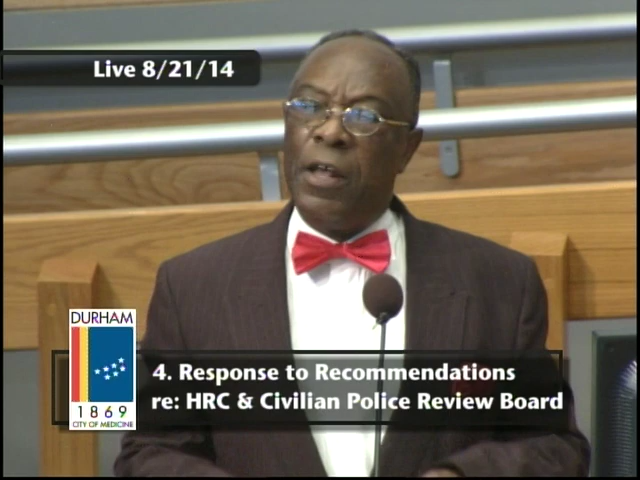 Live 8/21/14
DURHAM
1869
CITY OF MEDICINE
4. Response to Recommendations
re: HRC & Civilian Police Review Board